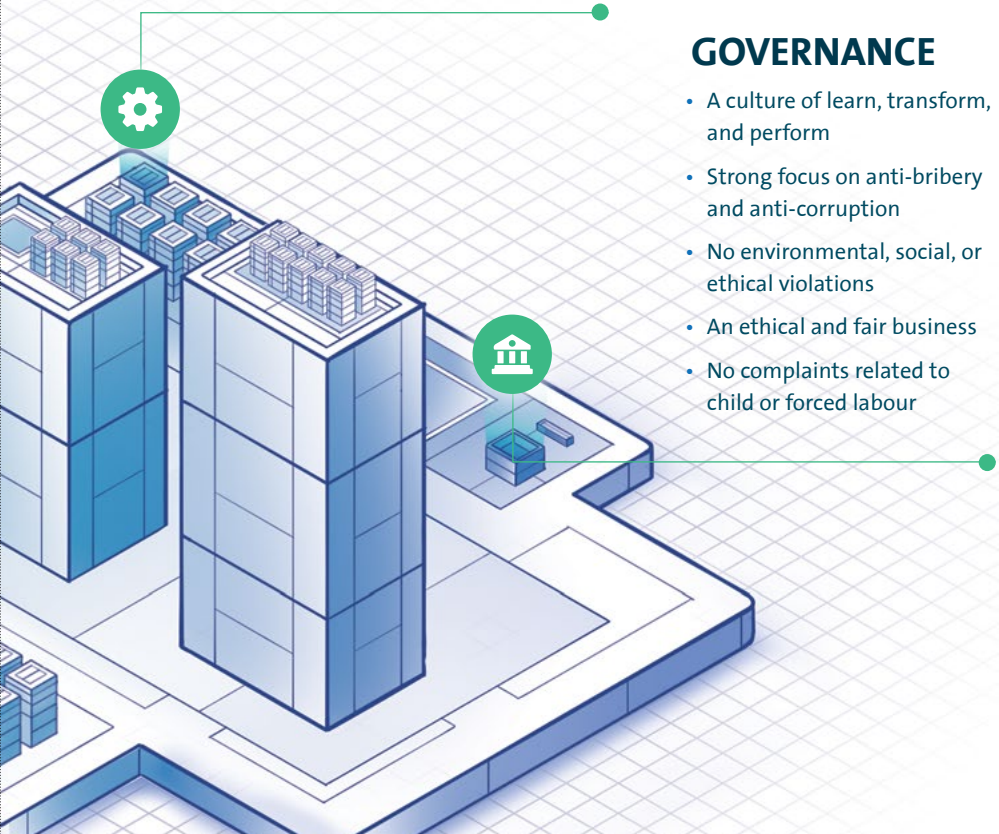 GOVERNANCE
• A culture of learn, transform,
and perform
• Strong focus on anti-bribery
and anti-corruption
• No environmental, social, or
ethical violations
• An ethical and fair business
• No complaints related to
child or forced labour